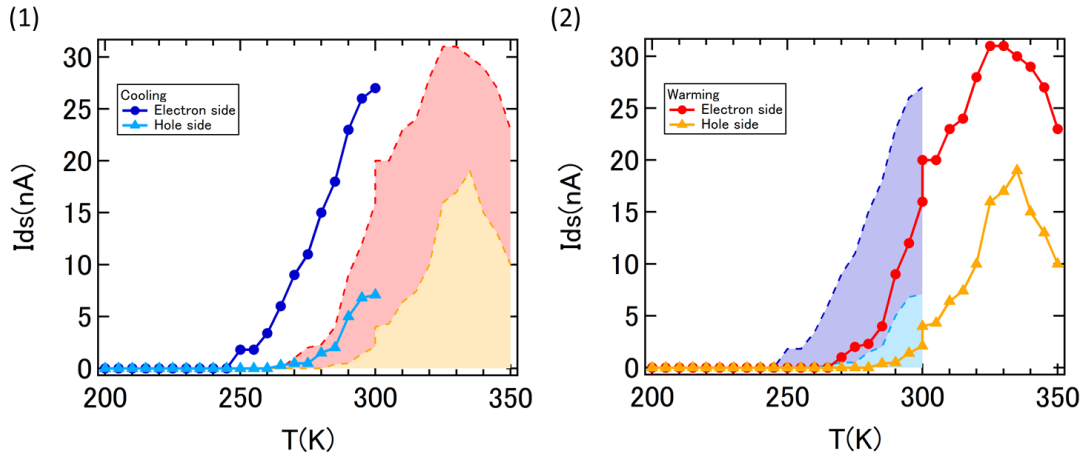 (1)
Ids(nA)
30
25
20
15
10
5
0
Cooling
Electron side
Hole side
200
250
300
350
T(K)
(2)
Ids(nA)
30
25
20
15
10
5
0
Warming
Electron side
Hole side
200
250
300
350
T(K)